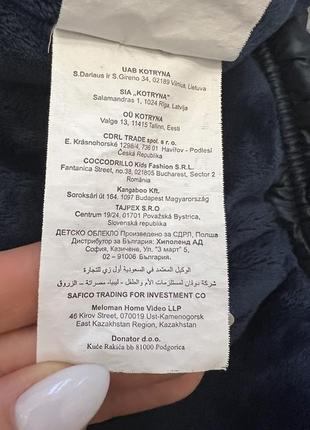 UAB KOTRYNA
S.Dariaus ir S.Gireno 34, 02189 Vilnius, Lietuva
SIA „KOTRYNA"
Salamandras 1, 1024 Rīga, Latvija
OÜ KOTRYNA
Valge 13, 11415 Tallinn, Eesti
CDRL TRADE spol. s r. o.
E. Krásnohorské 1298/4, 736 01 Havířov - Podlesí
Česká Republika
COCCODRILLO Kids Fashion S.R.L.
Fantanica Street, no.38, 021805 Bucharest, Sector 2
România
Kangaboo Kft.
Soroksári út 164, 1097 Budapest Magyarország
TAJPEX S.R.O
Centrum 19/24, 01701 Považská Bystrica,
Slovenská Republika
ДЕТСКО ОБЛЕКЛО Произведено за СДРЛ, Полша
Дистрибутор за България: Хиполенд АД
София, Казичене, Ул. 3 март 5
02 – 91006 България
الوكيل المعتمد في السعودية أول زي للتجارة
شركة دوفان لمستلزمات الأم والطفل - ليبيا - مصراتة - الزروق
SAFICO TRADING FOR INVESTMENT CO
Meloman Home Video LLP
46 Kirov Street, 070019 Ust-Kamenogorsk
East Kazakhstan Region, Kazakhstan
Donator d.o.o.
Kuće Rakića bb 81000 Podgorica